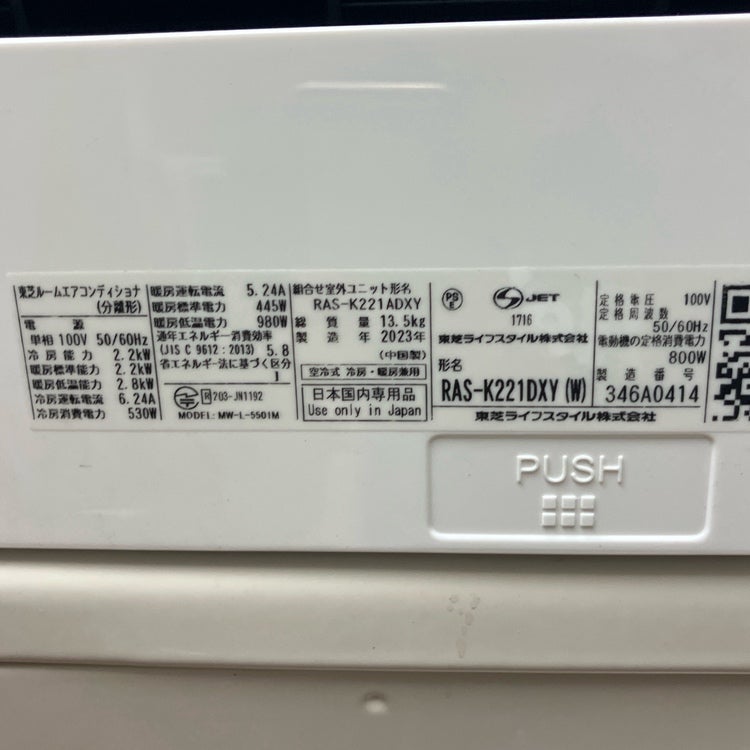 東芝ルームエアコンディショナ
(分離形)
電源
単相 100V 50/60Hz
冷房能力 2.2kW
暖房標準能力 2.2kW
暖房低温能力 2.8kW
冷房運転電流 6.24A
冷房消費電力 530W
暖房運転電流 5.24A
暖房標準電力 445W
暖房低温電力 980W
通年エネルギー消費効率
(JIS C 9612:2013) 5.8
省エネルギー法に基づく区分
I
R 203-JN1192
MODEL: MW-L-5501M
組合せ室外ユニット形名
RAS-K221ADXY
総質量 13.5kg
製造年 2023年
(中国製)
空冷式 冷房・暖房兼用
日本国内専用品
Use only in Japan
PS E
JET
1716
東芝ライフスタイル株式会社
形名
RAS-K221DXY(W)
東芝ライフスタイル株式会社
定格電圧 100V
定格周波数
50/60Hz
電動機の定格消費電力
800W
製造番号
346A0414
PUSH